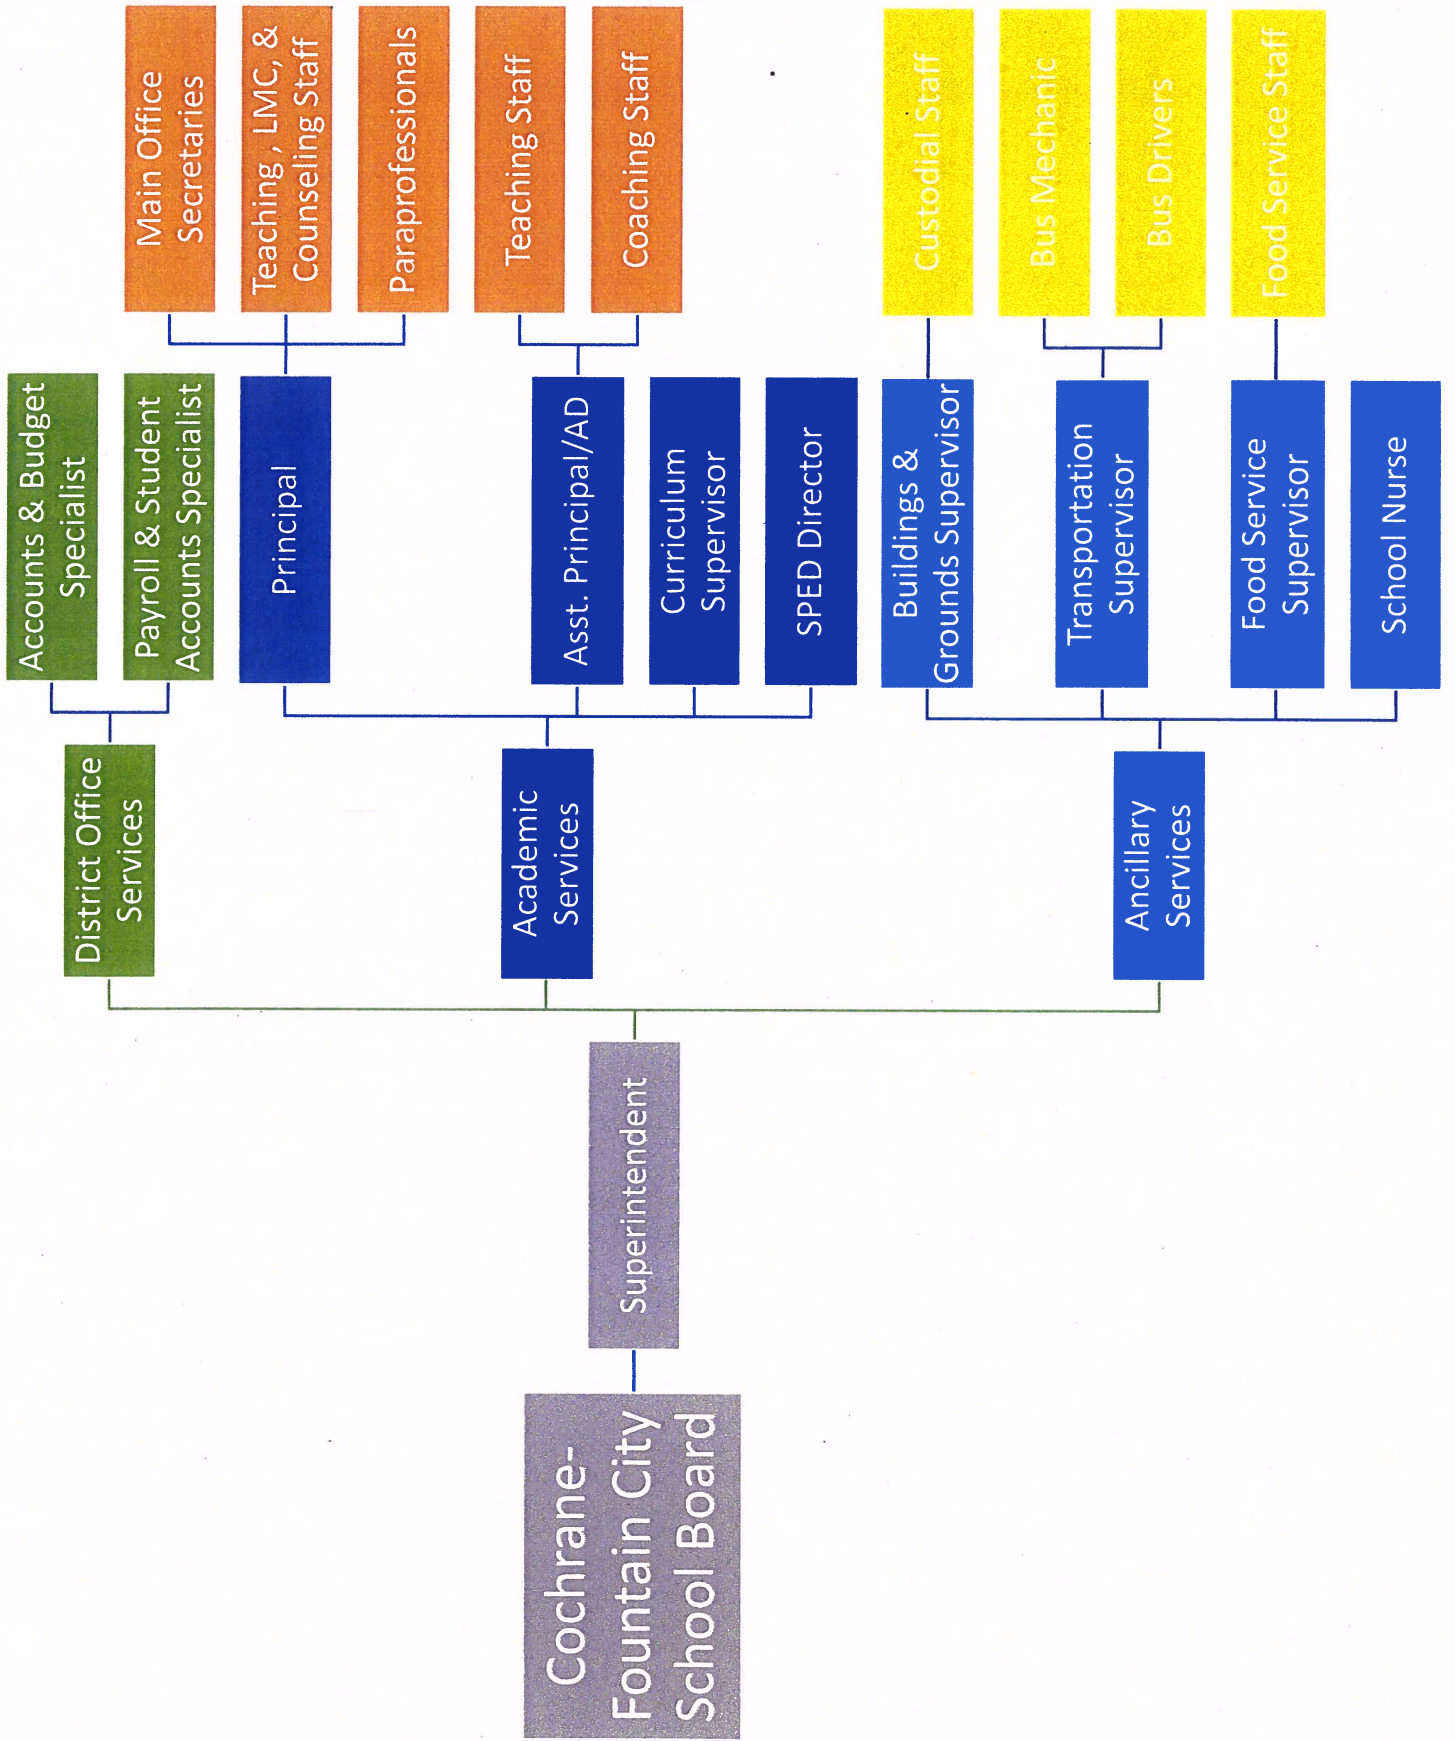 Cochrane-
Fountain City
School Board
Superintendent
District Office
Services
Accounts & Budget
Specialist
Payroll & Student
Accounts Specialist
Academic
Services
Principal
Main Office
Secretaries
Teaching , LMC, &
Counseling Staff
Paraprofessionals
Asst. Principal/AD
Teaching Staff
Coaching Staff
Curriculum
Supervisor
SPED Director
Ancillary
Services
Buildings &
Grounds Supervisor
Custodial Staff
Transportation
Supervisor
Bus Mechanic
Bus Drivers
Food Service
Supervisor
Food Service Staff
School Nurse